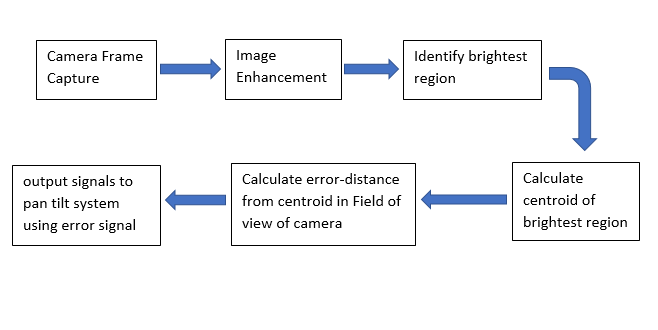 Camera Frame
Capture
Image
Enhancement
Identify brightest
region
Calculate
centroid of
brightest region
Calculate error-distance
from centroid in Field of
view of camera
output signals to
pan tilt system
using error signal